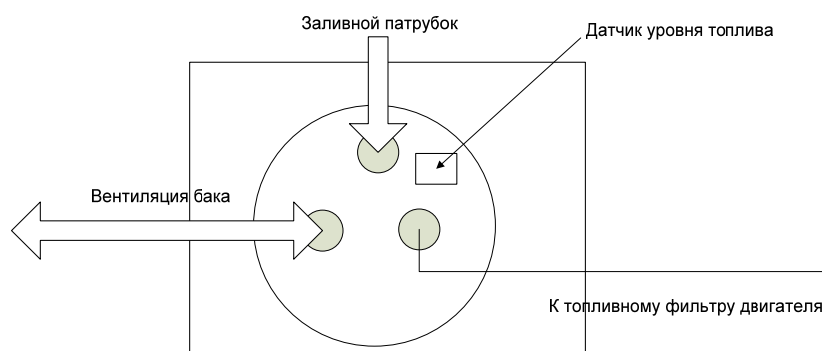 Заливной патрубок
Датчик уровня топлива
Вентиляция бака
К топливному фильтру двигателя